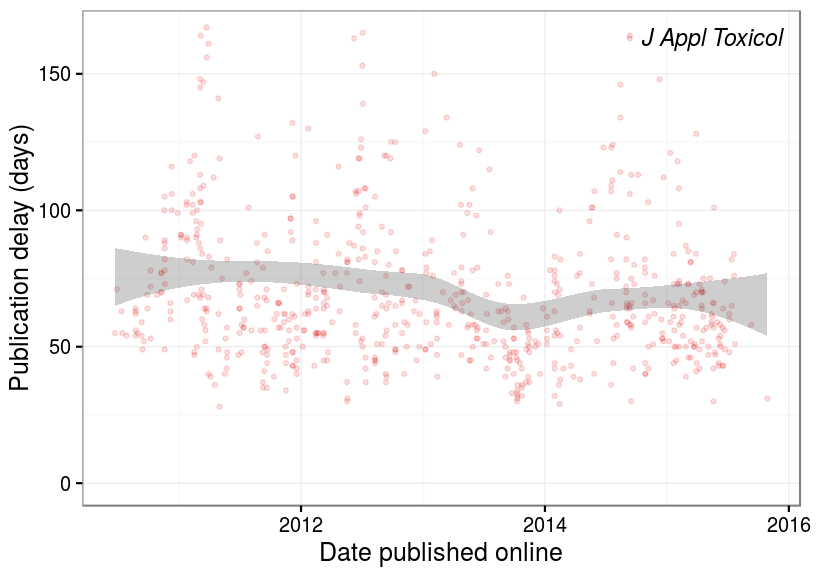 J Appl Toxicol
150
100
50
0
Publication delay (days)
2012
2014
2016
Date published online